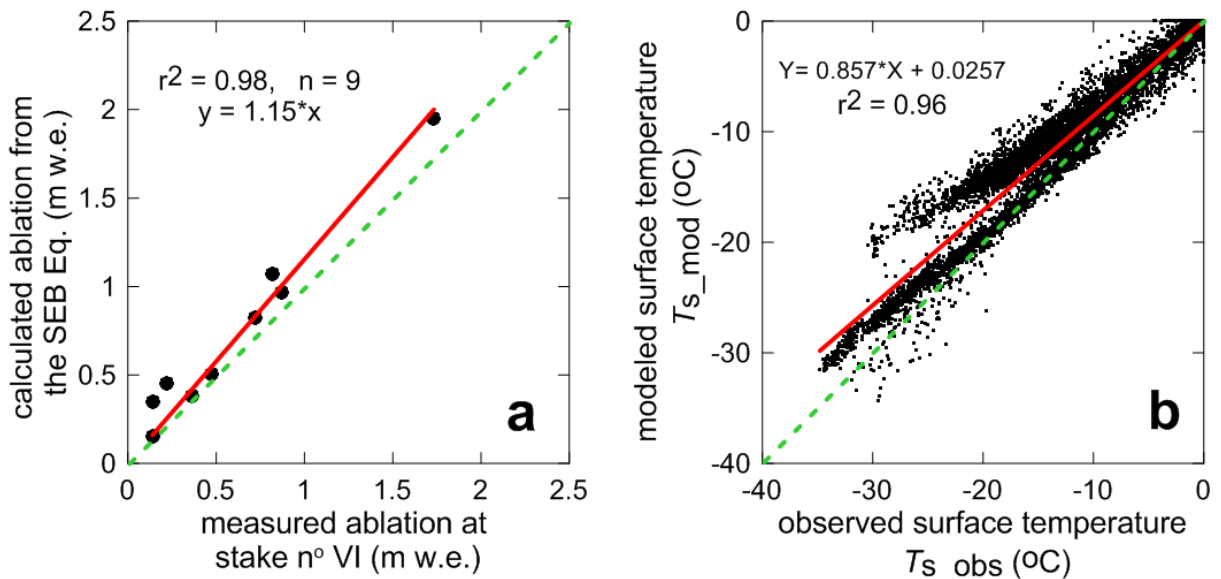 calculated ablation from
the SEB Eq. (m w.e.)
2.5
2
1.5
1
0.5
0
r2 = 0.98, n = 9
y = 1.15*x
a
0 0.5 1 1.5 2 2.5
measured ablation at
stake nº VI (m w.e.)
modeled surface temperature
Ts_mod (ºC)
-0
-10
-20
-30
-40
Y= 0.857*X + 0.0257
r2 = 0.96
b
-40 -30 -20 -10 0
observed surface temperature
Ts obs (ºC)